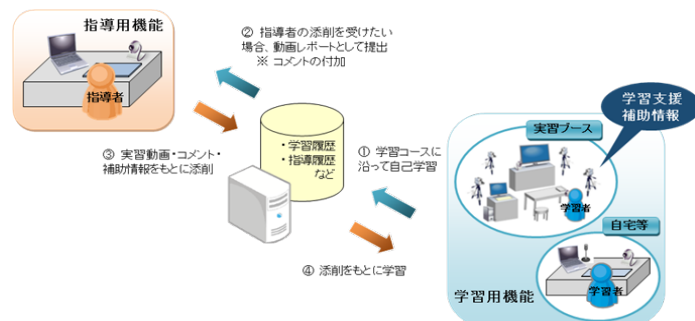 指導用機能
指導者
② 指導者の添削を受けたい
場合、動画レポートとして提出
※ コメントの付加
③ 実習動画・コメント・
補助情報をもとに添削
・学習履歴
・指導履歴
など
① 学習コースに
沿って自己学習
④ 添削をもとに学習
学習支援
補助情報
実習ブース
学習者
自宅等
学習者
学習用機能